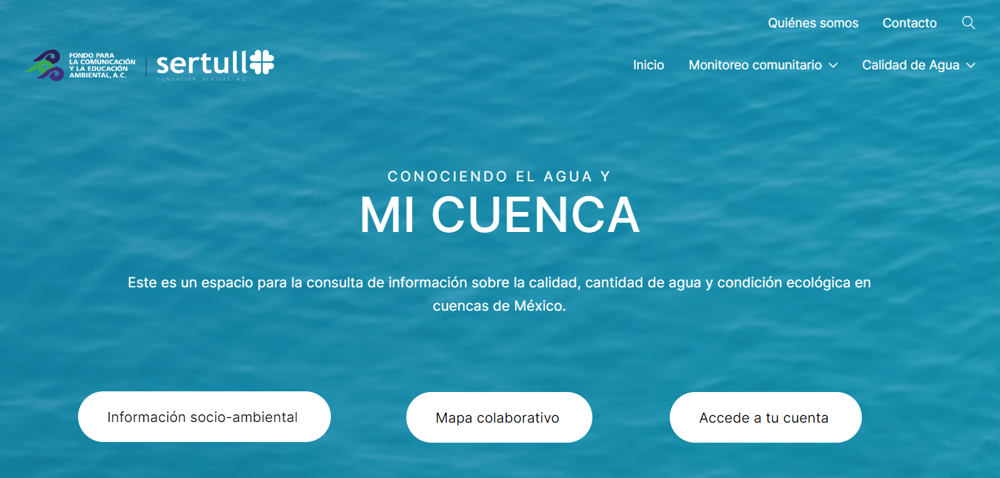 Quiénes somos Contacto
FONDO PARA
LA COMUNICACIÓN
Y LA EDUCACIÓN
AMBIENTAL, A.C.
sertull
FUNDACIÓN SERTULL A.C.
Inicio Monitoreo comunitario Calidad de Agua
CONOCIENDO EL AGUA Y
MI CUENCA
Este es un espacio para la consulta de información sobre la calidad, cantidad de agua y condición ecológica en
cuencas de México.
Información socio-ambiental Mapa colaborativo Accede a tu cuenta